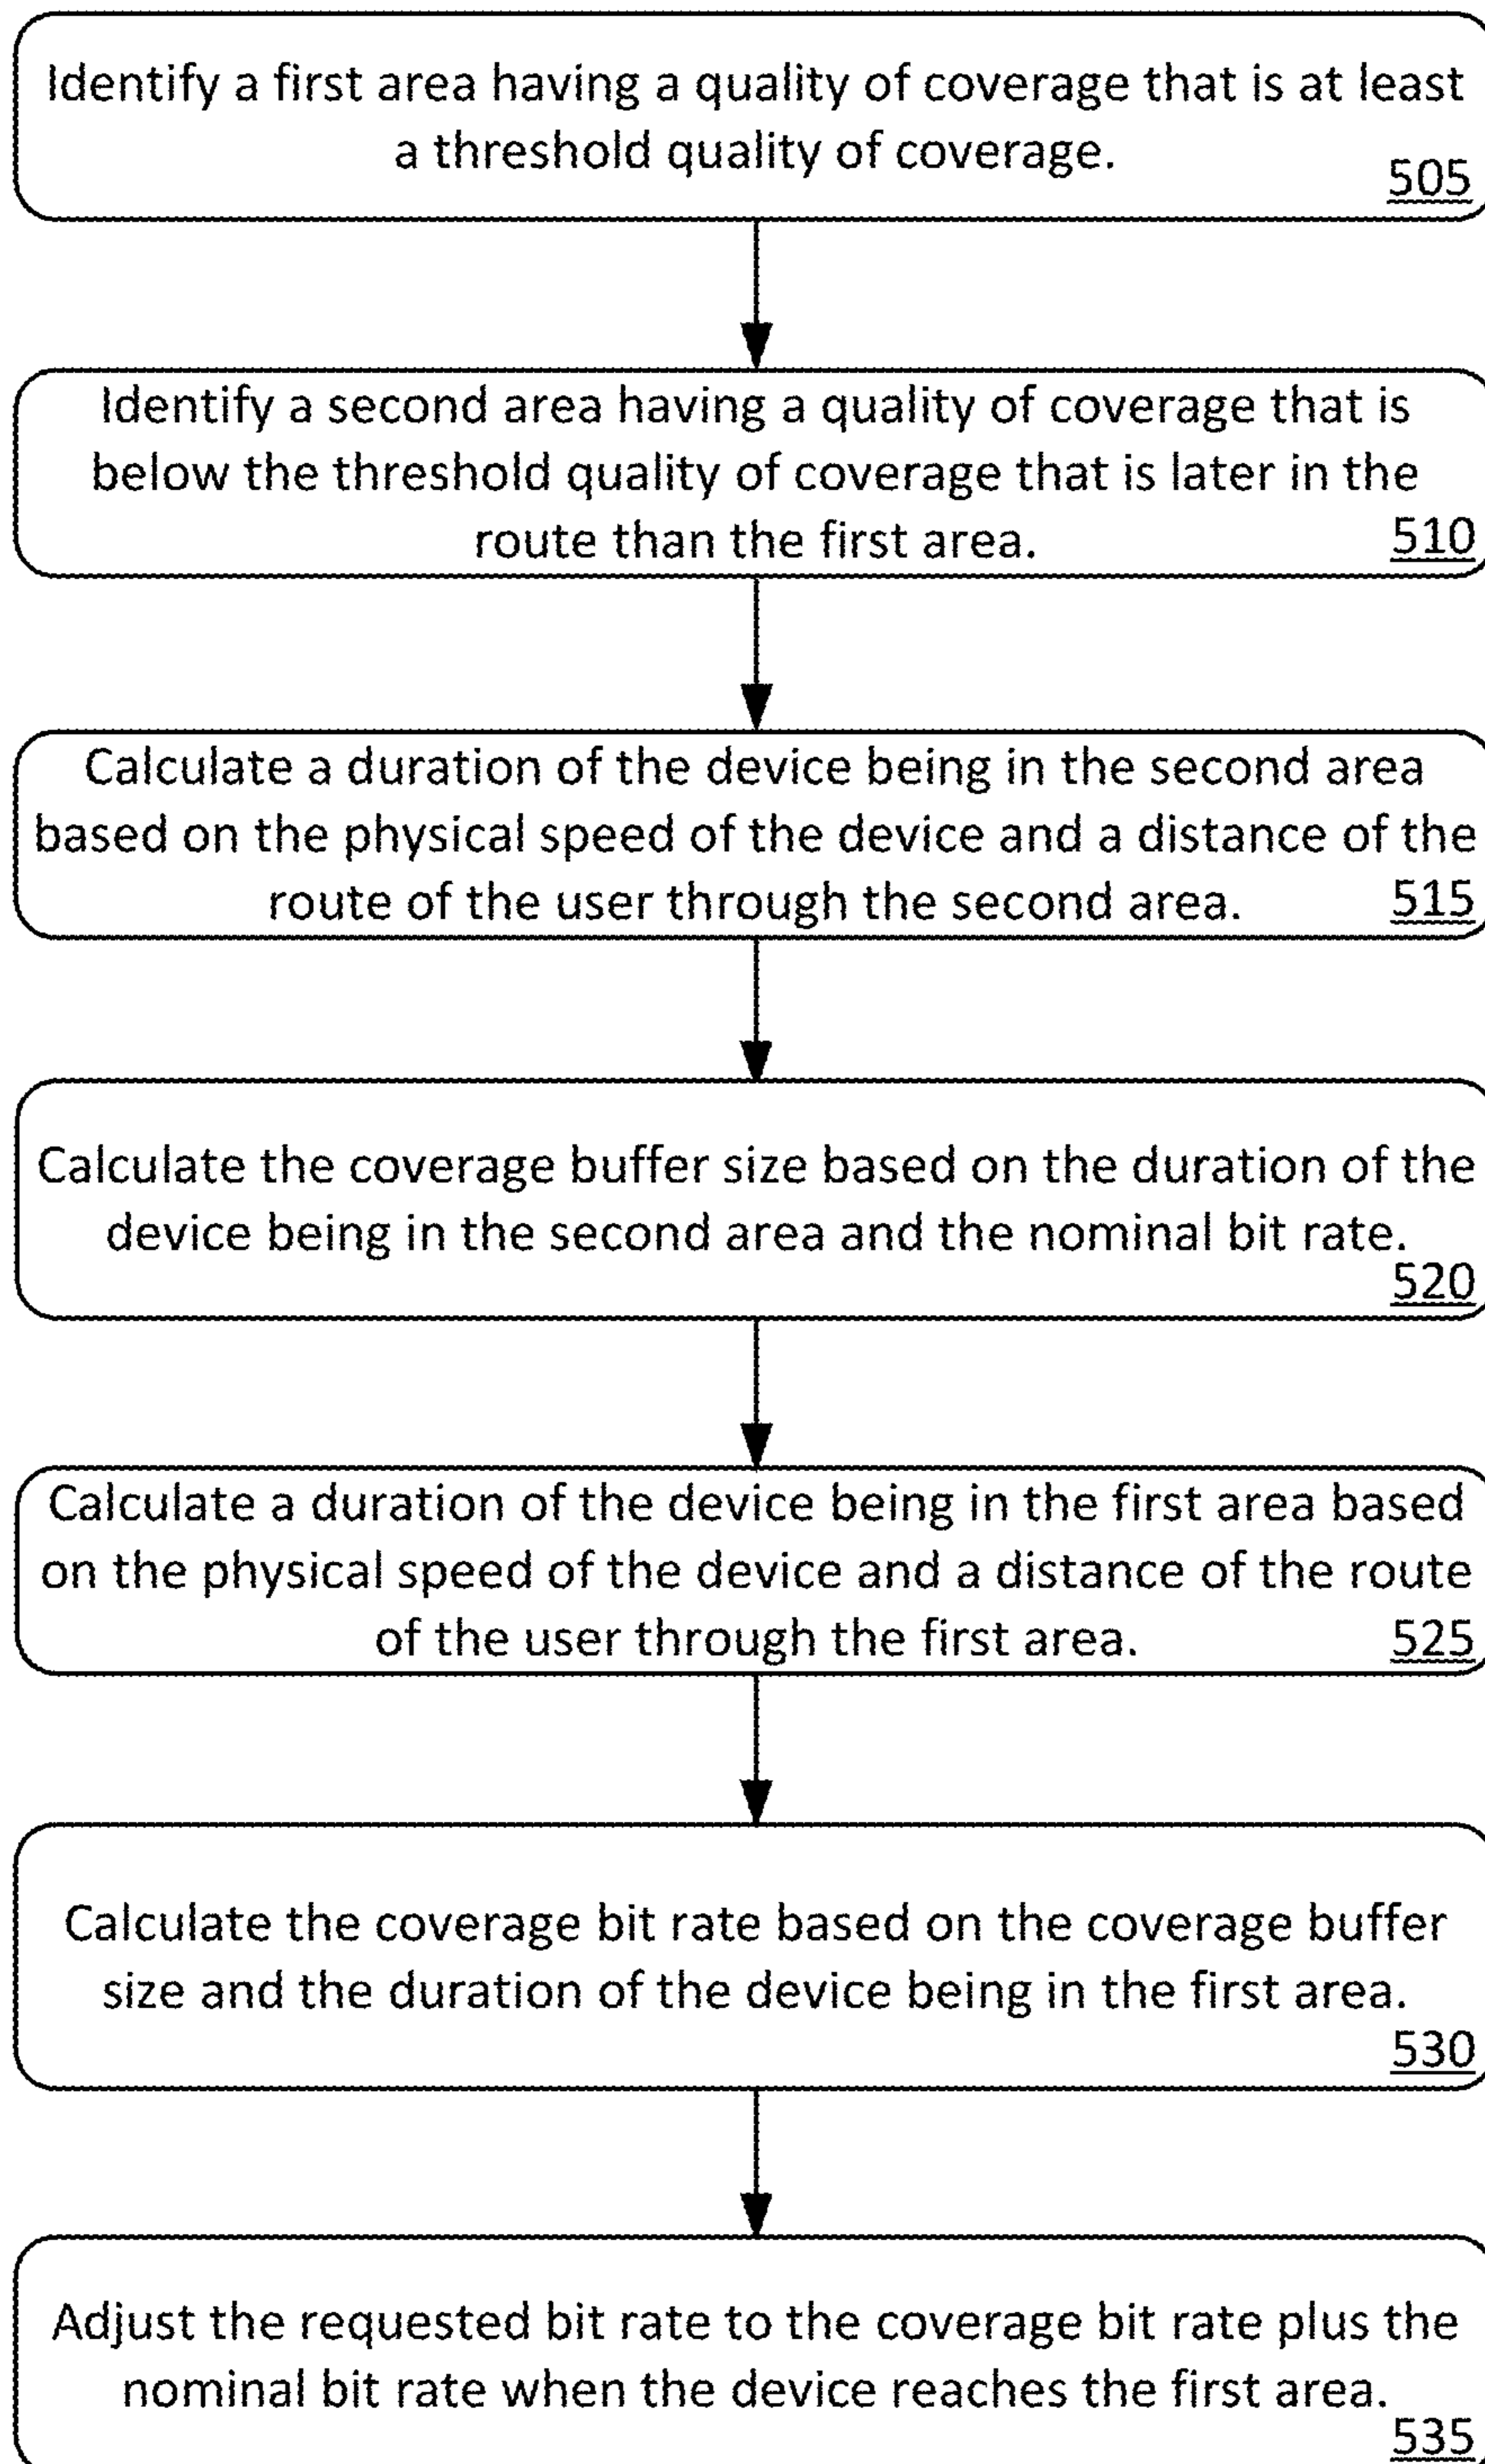 Identify a first area having a quality of coverage that is at least
a threshold quality of coverage.
505
Identify a second area having a quality of coverage that is
below the threshold quality of coverage that is later in the
route than the first area.
510
Calculate a duration of the device being in the second area
based on the physical speed of the device and a distance of the
route of the user through the second area.
515
Calculate the coverage buffer size based on the duration of the
device being in the second area and the nominal bit rate.
520
Calculate a duration of the device being in the first area based
on the physical speed of the device and a distance of the route
of the user through the first area.
525
Calculate the coverage bit rate based on the coverage buffer
size and the duration of the device being in the first area.
530
Adjust the requested bit rate to the coverage bit rate plus the
nominal bit rate when the device reaches the first area.
535